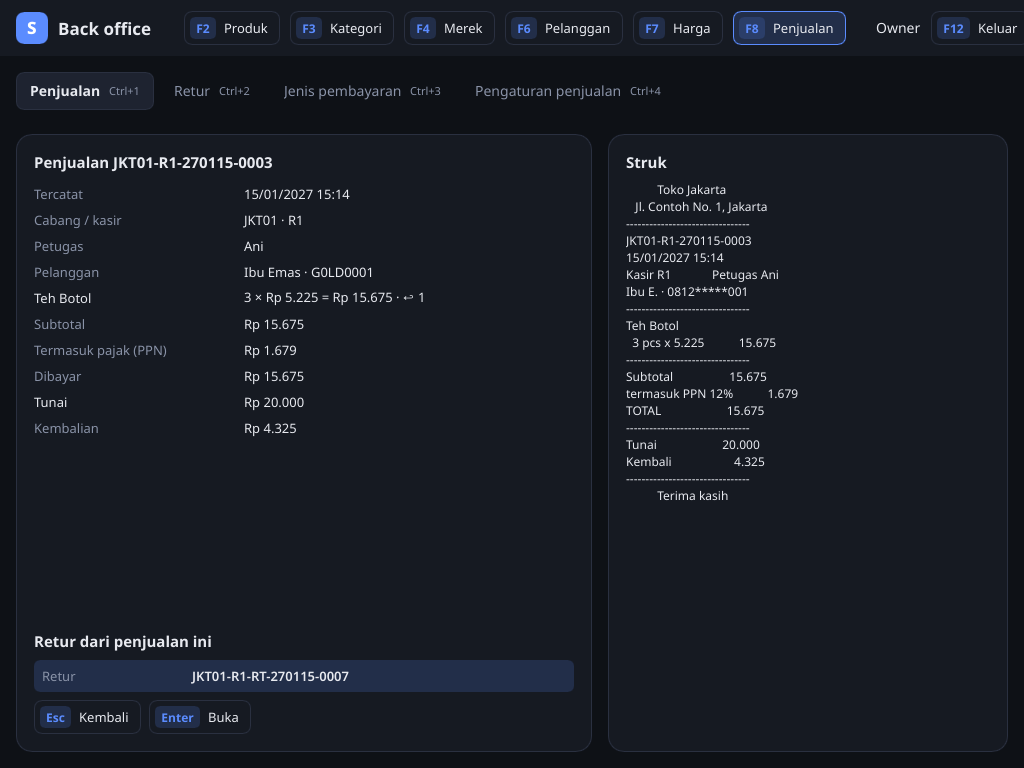 S Back office F2 Produk F3 Kategori F4 Merek F6 Pelanggan F7 Harga F8 Penjualan Owner F12 Keluar
Penjualan Ctrl+1 Retur Ctrl+2 Jenis pembayaran Ctrl+3 Pengaturan penjualan Ctrl+4
Penjualan JKT01-R1-270115-0003
Tercatat 15/01/2027 15:14
Cabang / kasir JKT01 · R1
Petugas Ani
Pelanggan Ibu Emas · G0LD0001
Teh Botol 3 × Rp 5.225 = Rp 15.675 · ↩ 1
Subtotal Rp 15.675
Termasuk pajak (PPN) Rp 1.679
Dibayar Rp 15.675
Tunai Rp 20.000
Kembalian Rp 4.325
Retur dari penjualan ini
Retur JKT01-R1-RT-270115-0007
Esc Kembali Enter Buka
Struk
Toko Jakarta
Jl. Contoh No. 1, Jakarta
--------------------------------
JKT01-R1-270115-0003
15/01/2027 15:14
Kasir R1 Petugas Ani
Ibu E. · 0812*****001
--------------------------------
Teh Botol
3 pcs x 5.225 15.675
--------------------------------
Subtotal 15.675
termasuk PPN 12% 1.679
TOTAL 15.675
--------------------------------
Tunai 20.000
Kembali 4.325
--------------------------------
Terima kasih